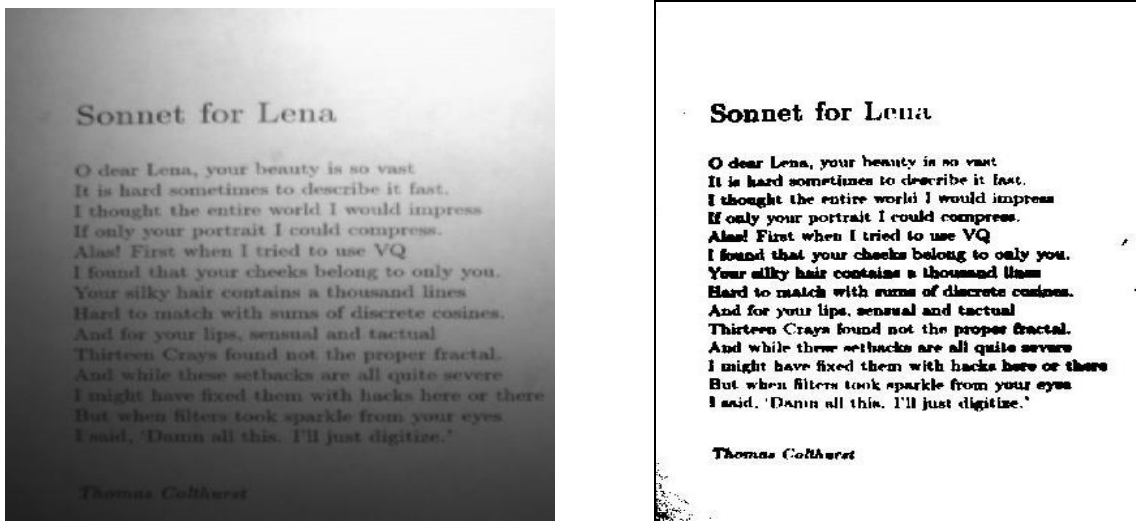 Sonnet for Lena
O dear Lena, your beauty is so vast
It is hard sometimes to describe it fast.
I thought the entire world I would impress
If only your portrait I could compress.
Alas! First when I tried to use VQ
I found that your cheeks belong to only you.
Your silky hair contains a thousand lines
Hard to match with sums of discrete cosines.
And for your lips, sensual and tactual
Thirteen Crays found not the proper fractal.
And while these setbacks are all quite severe
I might have fixed them with hacks here or there
But when filters took sparkle from your eyes
I said, 'Damn all this. I'll just digitize.'
Thomas Colthurst
Sonnet for Lena
O dear Lena, your beauty is so vast
It is hard sometimes to describe it fast.
I thought the entire world I would impress
If only your portrait I could compress.
Alas! First when I tried to use VQ
I found that your cheeks belong to only you.
Your silky hair contains a thousand lines
Hard to match with sums of discrete cosines.
And for your lips, sensual and tactual
Thirteen Crays found not the proper fractal.
And while these setbacks are all quite severe
I might have fixed them with hacks here or there
But when filters took sparkle from your eyes
I said, 'Damn all this. I'll just digitize.'
Thomas Colthurst